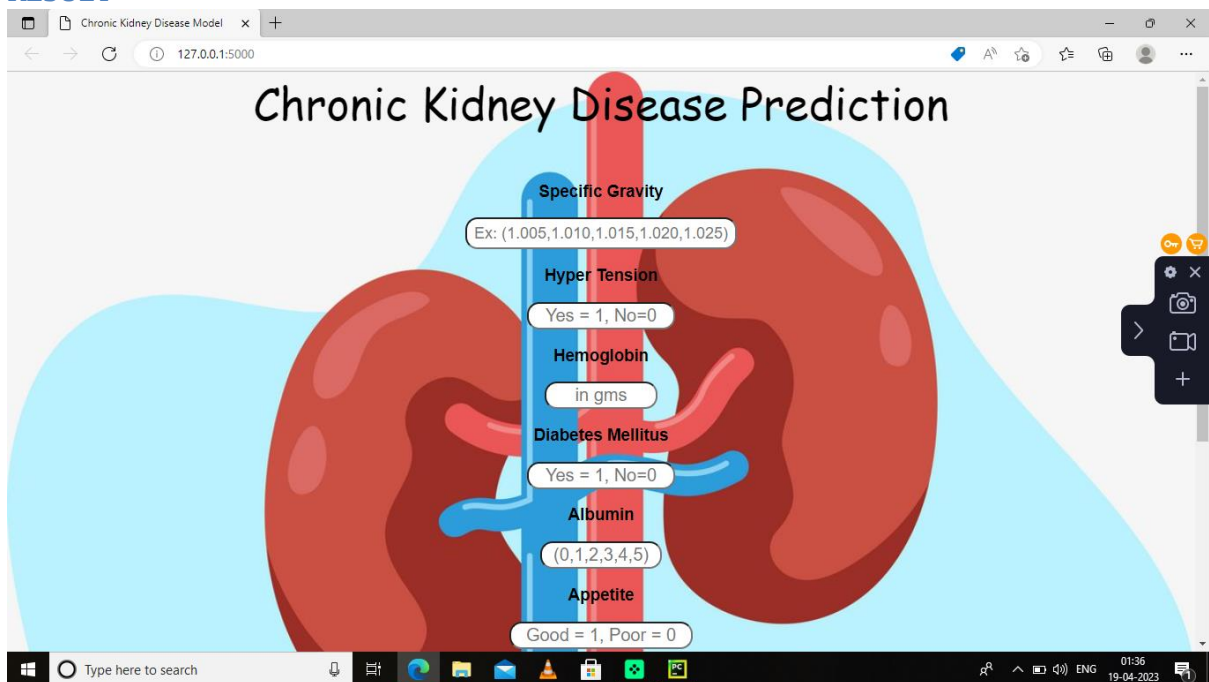 RESULT
Chronic Kidney Disease Model
127.0.0.1:5000
Chronic Kidney Disease Prediction
Specific Gravity
Ex: (1.005,1.010,1.015,1.020,1.025)
Hyper Tension
Yes = 1, No=0
Hemoglobin
in gms
Diabetes Mellitus
Yes = 1, No=0
Albumin
(0,1,2,3,4,5)
Appetite
Good = 1, Poor = 0
Type here to search
PC
ENG
01:36
19-04-2023
1